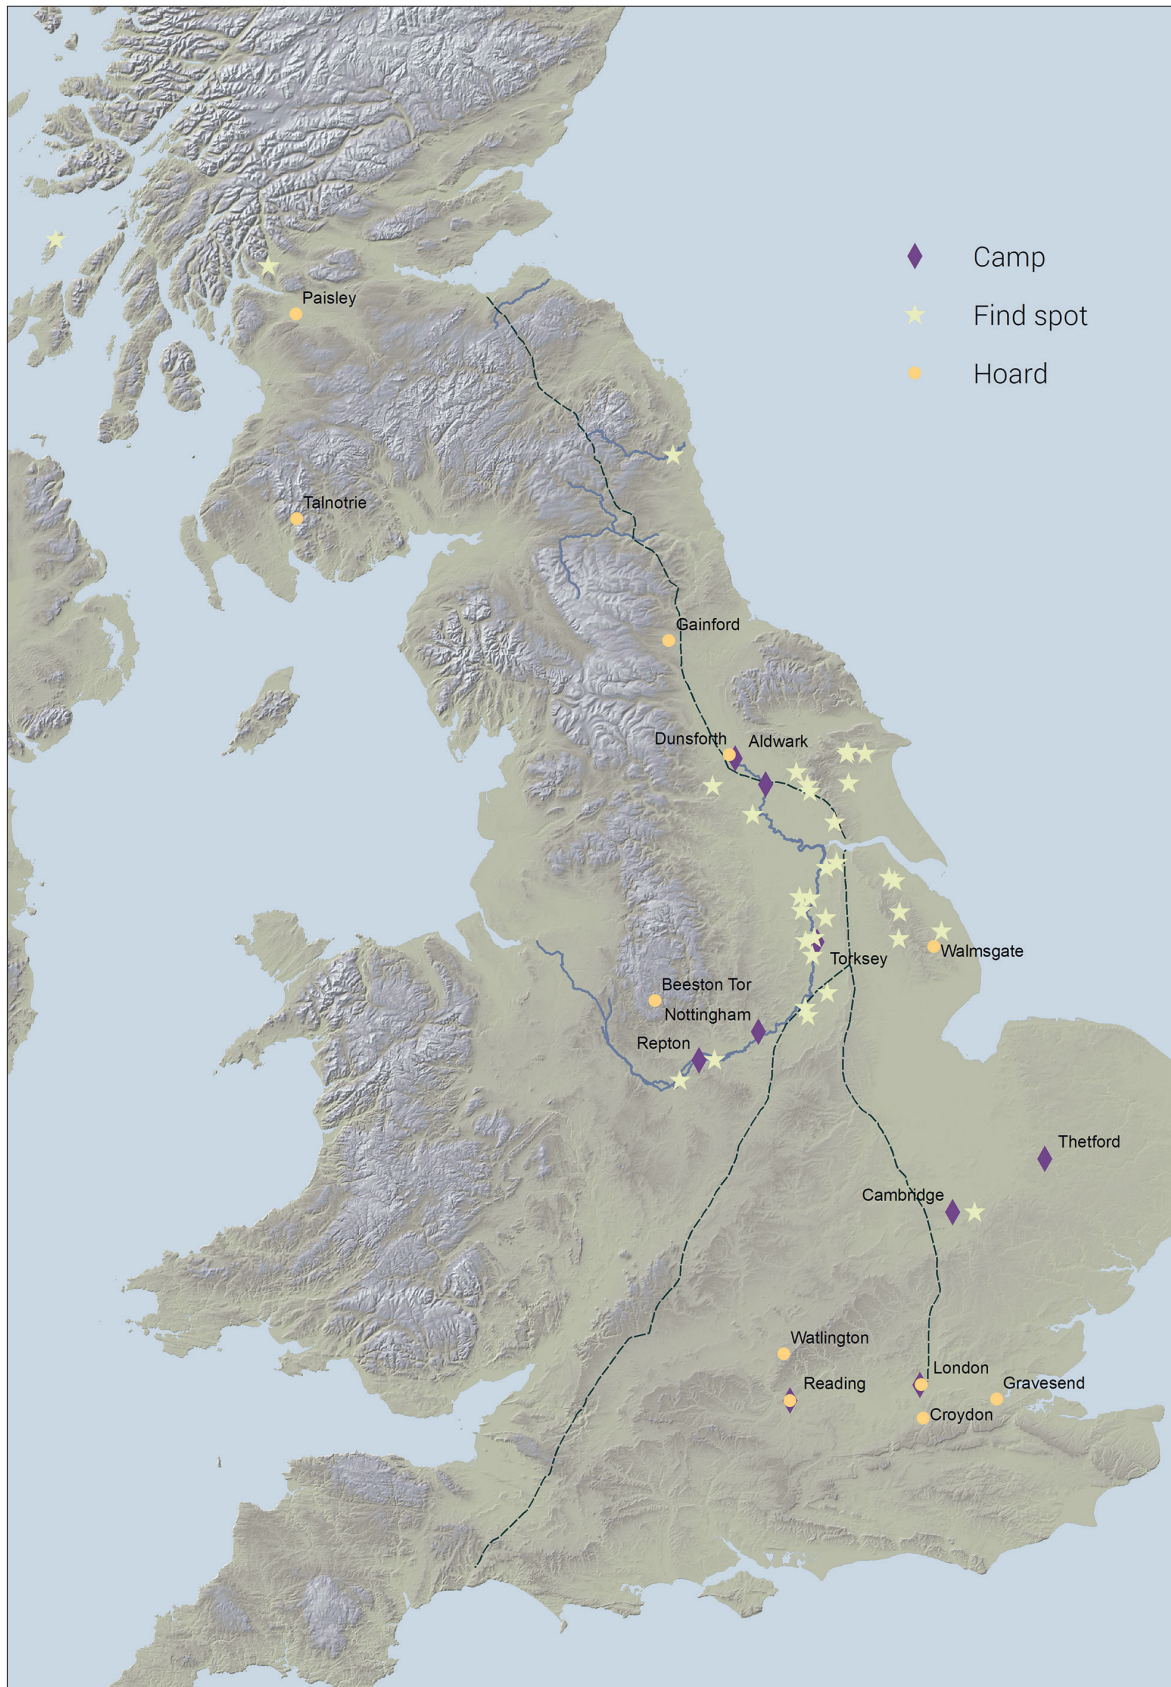 Camp
Find spot
Paisley
Hoard
Talnotrie
Gainford
Dunsforth
Aldwark
Torksey
Walmsgate
Beeston Tor
Nottingham
Repton
Thetford
Cambridge
Watlington
London
Reading
Gravesend
Croydon